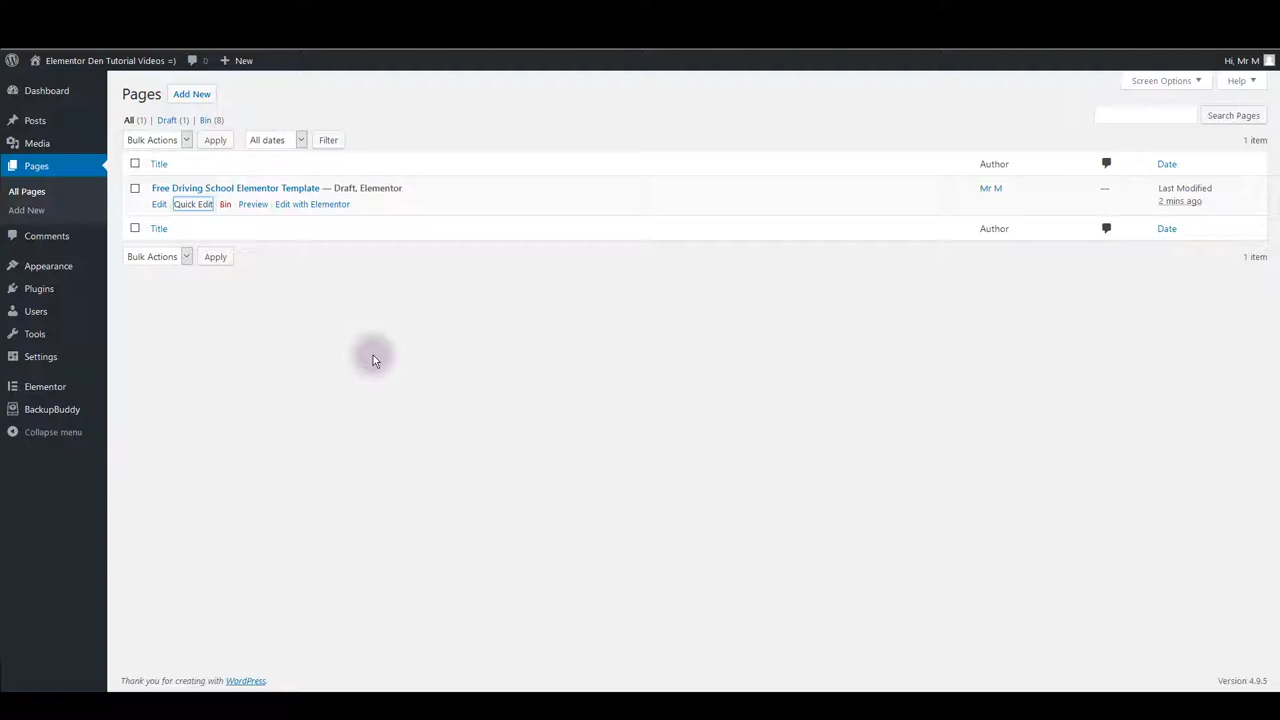 Elementor Den Tutorial Videos =) 0 New Hi, Mr M
Dashboard
Posts
Media
Pages
All Pages
Add New
Comments
Appearance
Plugins
Users
Tools
Settings
Elementor
BackupBuddy
Collapse menu
Screen Options Help
Pages Add New
All (1) | Draft (1) | Bin (8)
Search Pages
Bulk Actions Apply All dates Filter 1 item
Title Author Date
Free Driving School Elementor Template — Draft, Elementor Mr M — Last Modified
Edit Quick Edit Bin Preview Edit with Elementor 2 mins ago
Title Author Date
Bulk Actions Apply 1 item
Thank you for creating with WordPress. Version 4.9.5